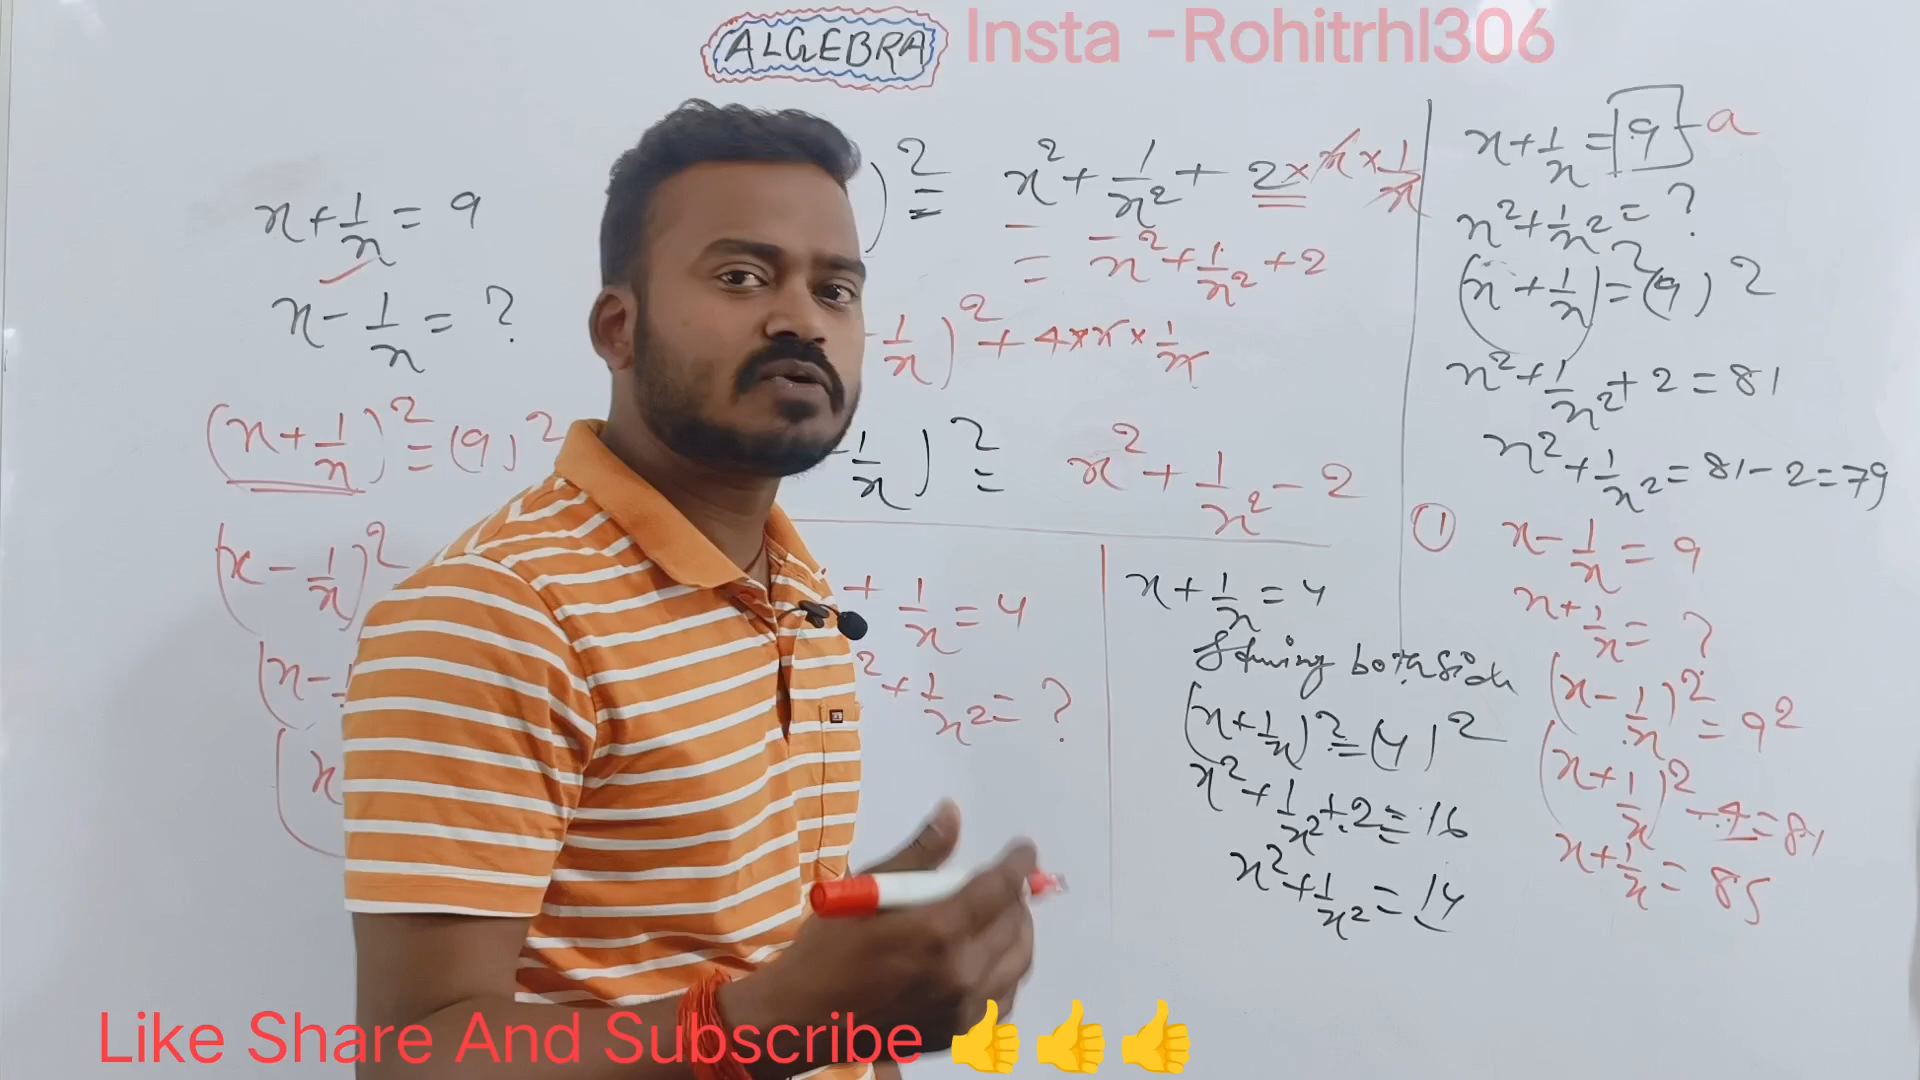 ALGEBRA
Insta -Rohitrhl306
x+1/x = 9
x - 1/x = ?
(x+1/x)² = (9)²
(x - 1/x)²
(x -
(x
)² = x² + 1/x² + 2 × x × 1/x
= x² + 1/x² + 2
1/x)² + 4 × x × 1/x
- 1/x)² = x² + 1/x² - 2
+ 1/x = 4
² + 1/x² = ?
x + 1/x = 4
both
(x+1/x)² = (4)²
x² + 1/x² + 2 = 16
x² + 1/x² = 14
x + 1/x = 9 a
x² + 1/x² = ?
(x + 1/x)² = (9)²
x² + 1/x² + 2 = 81
x² + 1/x² = 81 - 2 = 79
① x - 1/x = 9
x + 1/x = ?
(x - 1/x)² = 9²
(x + 1/x)² - 4 = 81
x + 1/x = 85
Like Share And Subscribe 👍👍👍